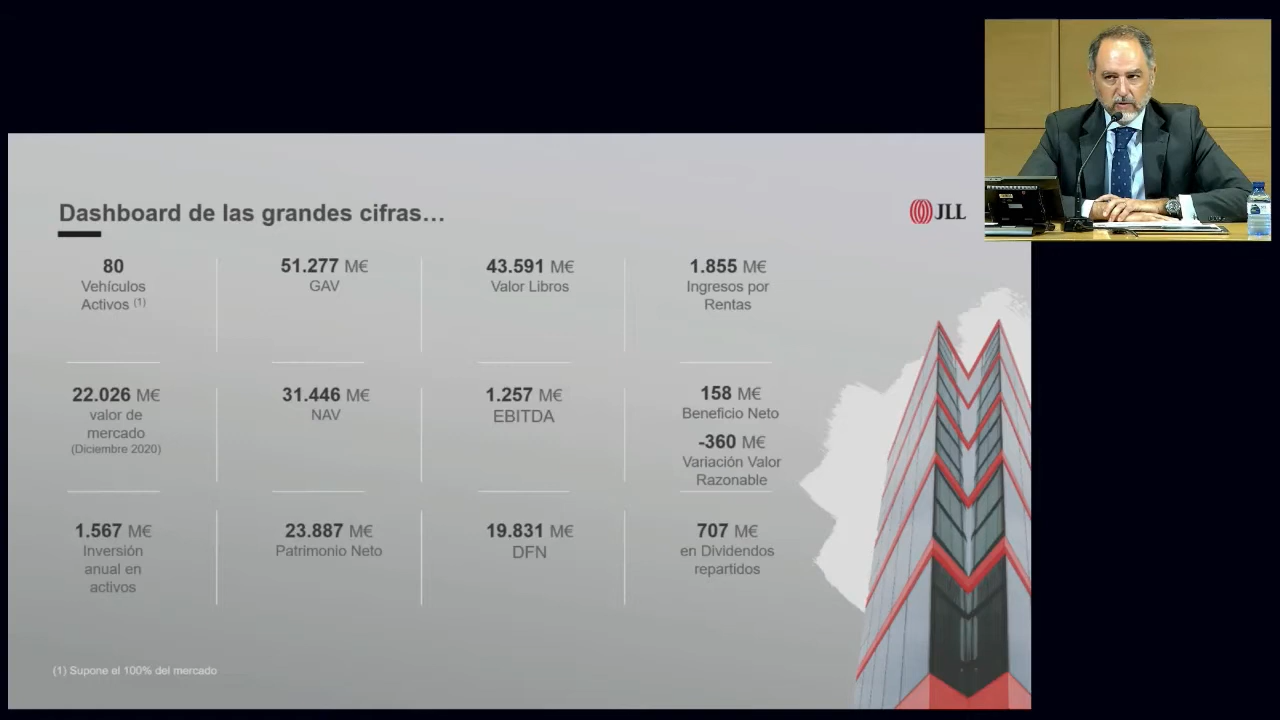 Dashboard de las grandes cifras...
JLL
80
Vehículos
Activos (1)
51.277 M€
GAV
43.591 M€
Valor Libros
1.855 M€
Ingresos por
Rentas
22.026 M€
valor de
mercado
(Diciembre 2020)
31.446 M€
NAV
1.257 M€
EBITDA
158 M€
Beneficio Neto
-360 M€
Variación Valor
Razonable
1.567 M€
Inversión
anual en
activos
23.887 M€
Patrimonio Neto
19.831 M€
DFN
707 M€
en Dividendos
repartidos
(1) Supone el 100% del mercado